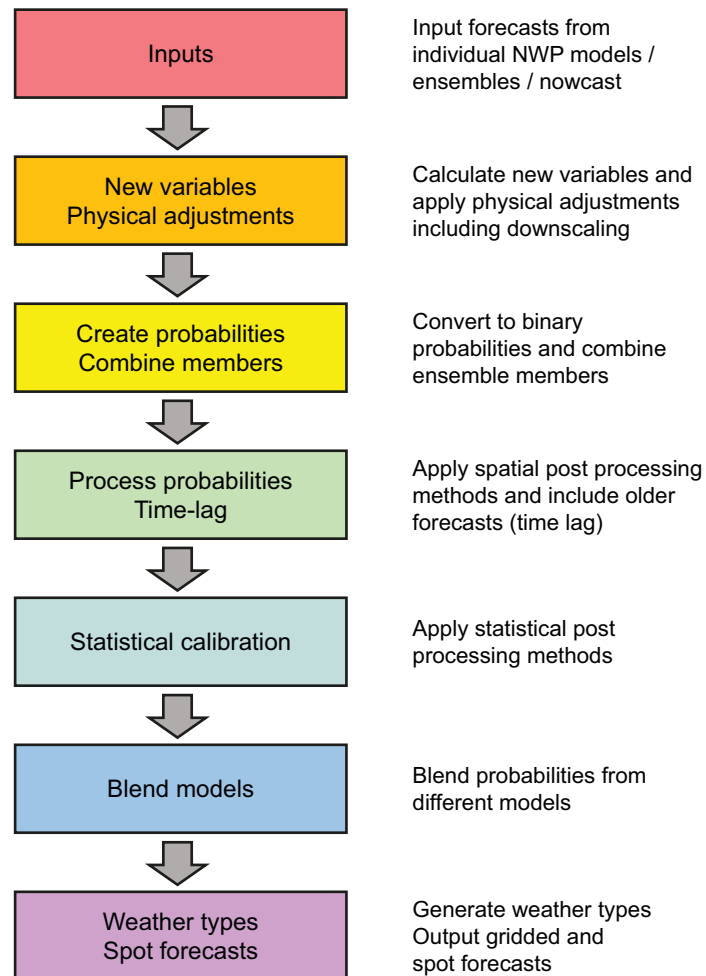 Inputs
Input forecasts from
individual NWP models /
ensembles / nowcast
New variables
Physical adjustments
Calculate new variables and
apply physical adjustments
including downscaling
Create probabilities
Combine members
Convert to binary
probabilities and combine
ensemble members
Process probabilities
Time-lag
Apply spatial post processing
methods and include older
forecasts (time lag)
Statistical calibration
Apply statistical post
processing methods
Blend models
Blend probabilities from
different models
Weather types
Spot forecasts
Generate weather types
Output gridded and
spot forecasts